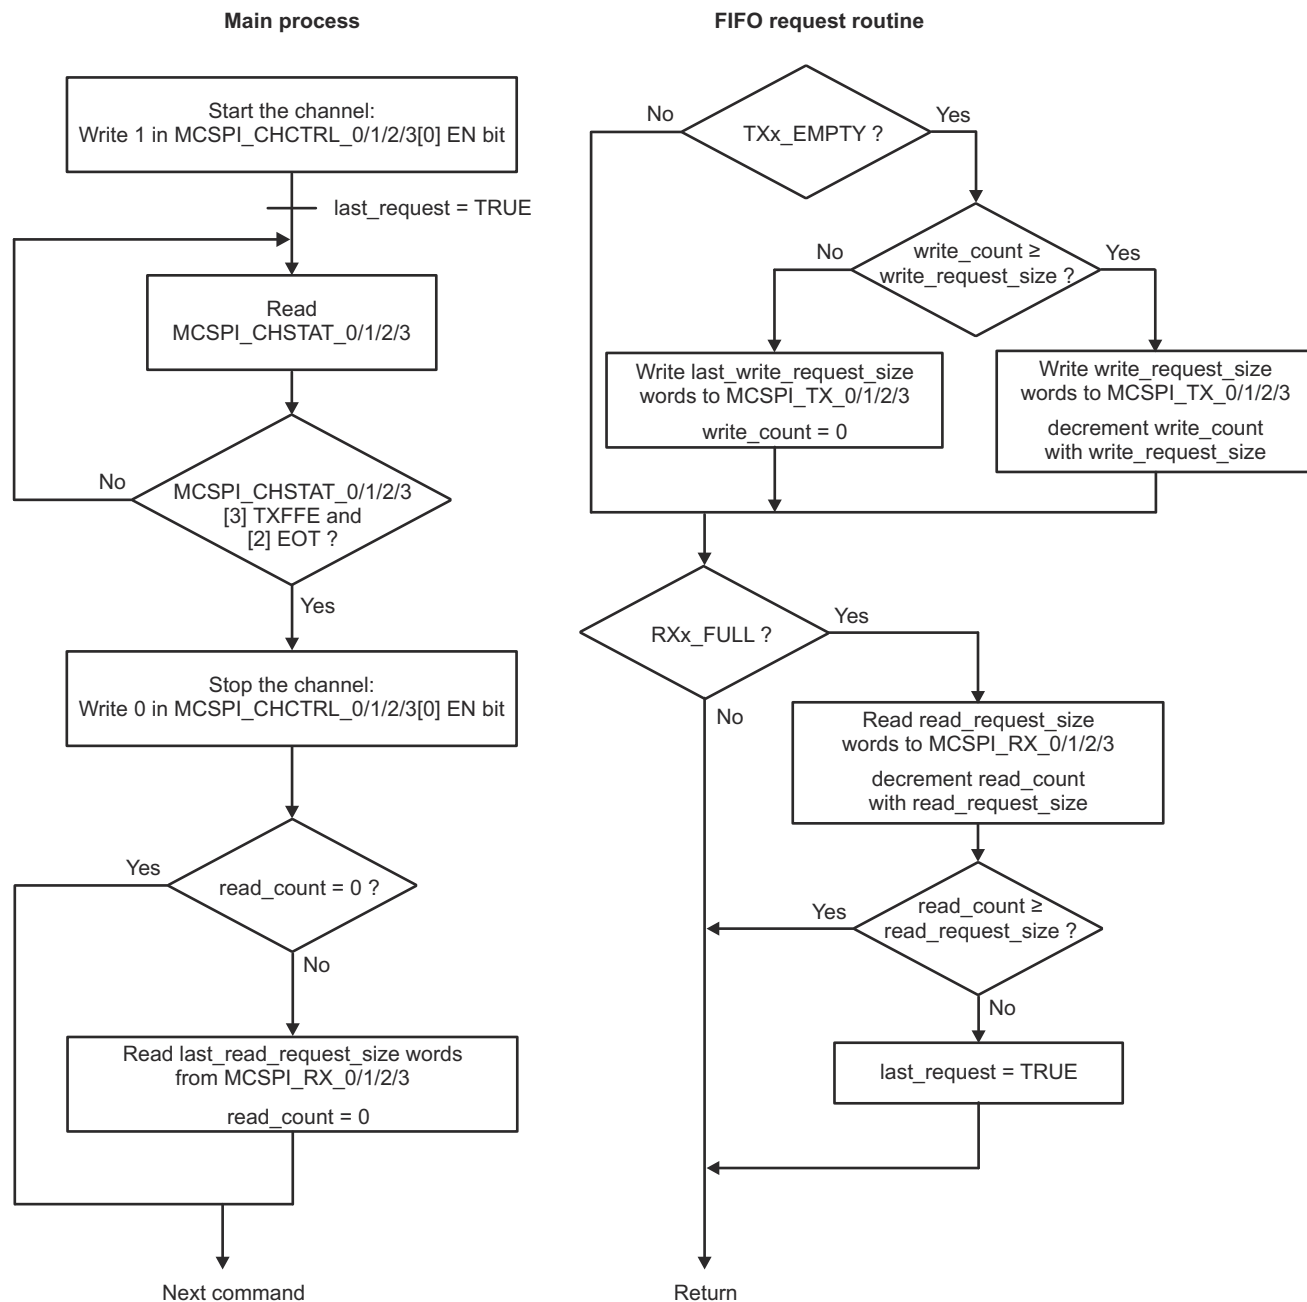 Main process
Start the channel:
Write 1 in MCSPI_CHCTRL_0/1/2/3[0] EN bit
last_request = TRUE
Read
MCSPI_CHSTAT_0/1/2/3
No
MCSPI_CHSTAT_0/1/2/3
[3] TXFFE and
[2] EOT ?
Yes
Stop the channel:
Write 0 in MCSPI_CHCTRL_0/1/2/3[0] EN bit
Yes
read_count = 0 ?
No
Read last_read_request_size words
from MCSPI_RX_0/1/2/3
read_count = 0
Next command
FIFO request routine
No
TXx_EMPTY ?
Yes
No
write_count ≥
write_request_size ?
Yes
Write last_write_request_size
words to MCSPI_TX_0/1/2/3
write_count = 0
Write write_request_size
words to MCSPI_TX_0/1/2/3
decrement write_count
with write_request_size
RXx_FULL ?
Yes
No
Read read_request_size
words to MCSPI_RX_0/1/2/3
decrement read_count
with read_request_size
Yes
read_count ≥
read_request_size ?
No
last_request = TRUE
Return